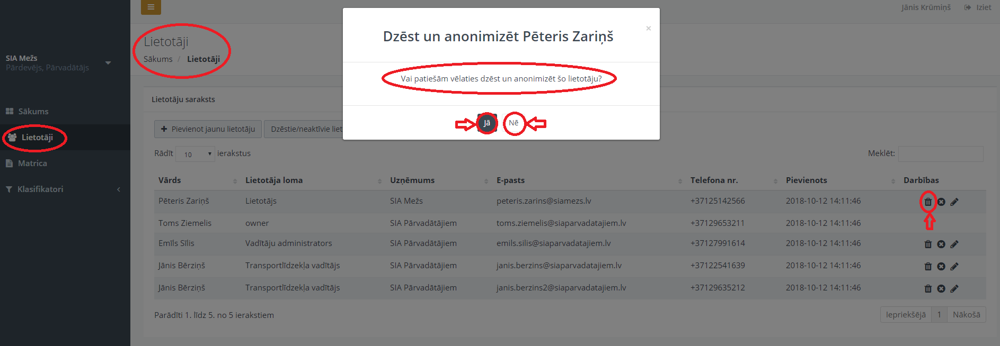 Jānis Krūmiņš Iziet
SIA Mežs
Pārdevējs, Pārvadātājs
Sākums
Lietotāji
Matrica
Klasifikatori
Lietotāji
Sākums / Lietotāji
Dzēst un anonimizēt Pēteris Zariņš
×
Vai patiešām vēlaties dzēst un anonimizēt šo lietotāju?
Jā Nē
Lietotāju saraksts
Pievienot jaunu lietotāju Dzēstie/neaktīvie liet
Rādīt 10 ierakstus Meklēt:
Vārds Lietotāja loma Uzņēmums E-pasts Telefona nr. Pievienots Darbības
Pēteris Zariņš Lietotājs SIA Mežs peteris.zarins@siamezs.lv +37125142566 2018-10-12 14:11:46
Toms Ziemelis owner SIA Pārvadātājiem toms.ziemelis@siaparvadatajiem.lv +37129653211 2018-10-12 14:11:46
Emīls Sīlis Vadītāju administrators SIA Pārvadātājiem emils.silis@siaparvadatajiem.lv +37127991614 2018-10-12 14:11:46
Jānis Bērziņš Transportlīdzekļa vadītājs SIA Pārvadātājiem janis.berzins@siaparvadatajiem.lv +37122541639 2018-10-12 14:11:46
Jānis Bērziņš Transportlīdzekļa vadītājs SIA Pārvadātājiem janis.berzins2@siaparvadatajiem.lv +37129635212 2018-10-12 14:11:46
Parādīti 1. līdz 5. no 5 ierakstiem
Iepriekšējā 1 Nākošā